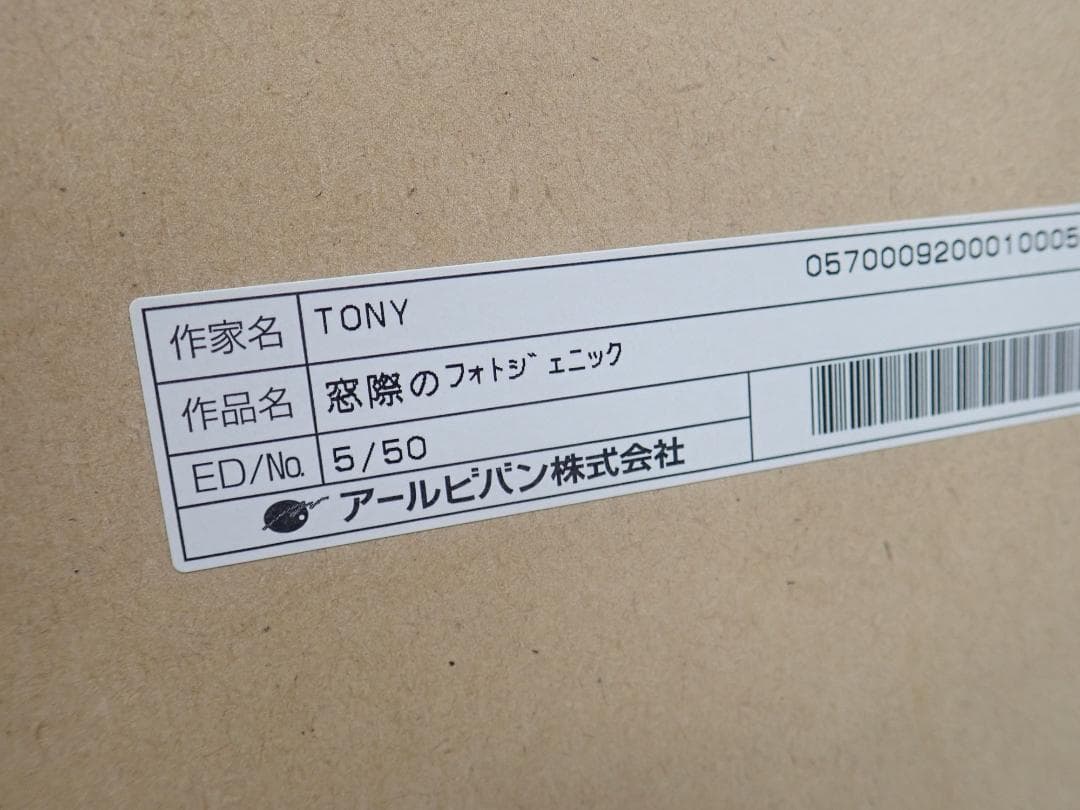 0570009200010005
作家名 TONY
作品名 窓際のフォトジェニック
ED/No. 5/50
アールビバン株式会社